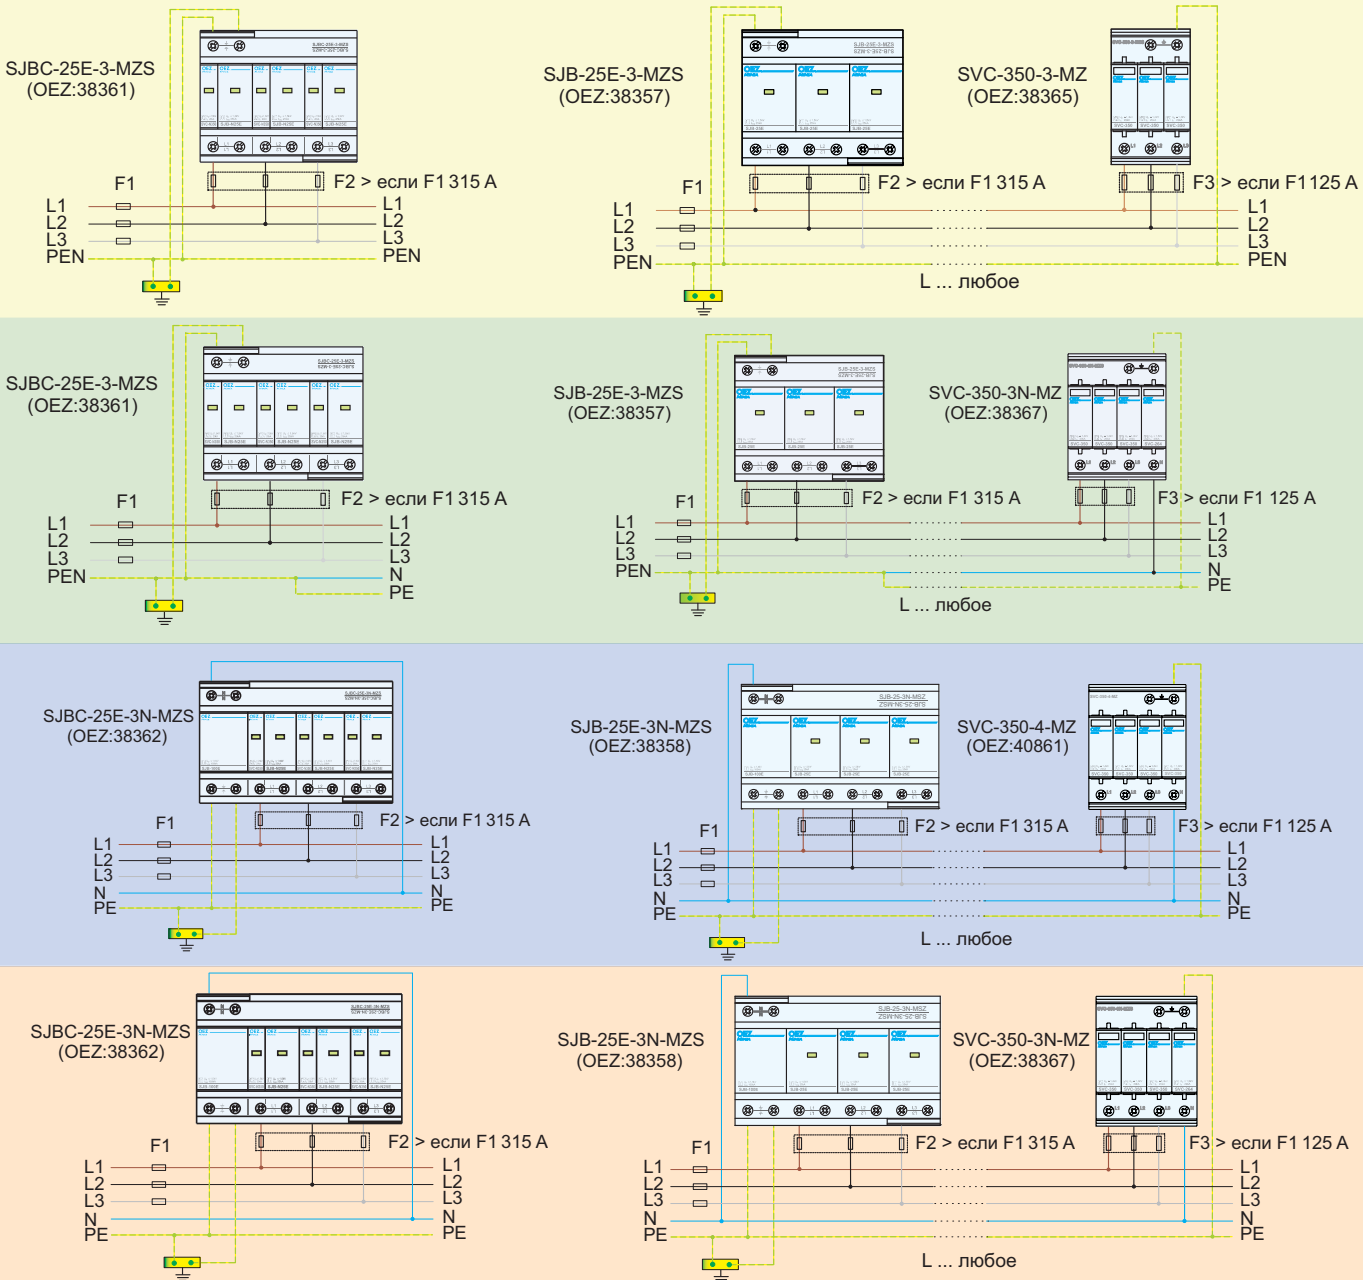 SJBC-25E-3-MZS
(OEZ:38361)
F1
F2 > если F1 315 A
L1
L2
L3
PEN
L1
L2
L3
PEN
SJB-25E-3-MZS
(OEZ:38357)
SVC-350-3-MZ
(OEZ:38365)
F1
F2 > если F1 315 A
F3 > если F1 125 A
L1
L2
L3
PEN
L1
L2
L3
PEN
L ... любое
SJBC-25E-3-MZS
(OEZ:38361)
F1
F2 > если F1 315 A
L1
L2
L3
PEN
L1
L2
L3
N
PE
SJB-25E-3-MZS
(OEZ:38357)
SVC-350-3N-MZ
(OEZ:38367)
F1
F2 > если F1 315 A
F3 > если F1 125 A
L1
L2
L3
PEN
L1
L2
L3
N
PE
L ... любое
SJBC-25E-3N-MZS
(OEZ:38362)
F1
F2 > если F1 315 A
L1
L2
L3
N
PE
L1
L2
L3
N
PE
SJB-25E-3N-MZS
(OEZ:38358)
SVC-350-4-MZ
(OEZ:40861)
F1
F2 > если F1 315 A
F3 > если F1 125 A
L1
L2
L3
N
PE
L1
L2
L3
N
PE
L ... любое
SJBC-25E-3N-MZS
(OEZ:38362)
F1
F2 > если F1 315 A
L1
L2
L3
N
PE
L1
L2
L3
N
PE
SJB-25E-3N-MZS
(OEZ:38358)
SVC-350-3N-MZ
(OEZ:38367)
F1
F2 > если F1 315 A
F3 > если F1 125 A
L1
L2
L3
N
PE
L1
L2
L3
N
PE
L ... любое